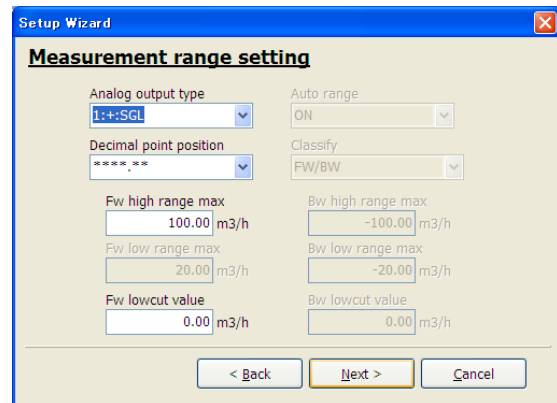 Setup Wizard
Measurement range setting
Analog output type
Auto range
1:+:SGL
ON
Decimal point position
Classify
****.**
FW/BW
Fw high range max
Bw high range max
100.00 m3/h
-100.00 m3/h
Fw low range max
Bw low range max
20.00 m3/h
-20.00 m3/h
Fw lowcut value
Bw lowcut value
0.00 m3/h
0.00 m3/h
< Back
Next >
Cancel